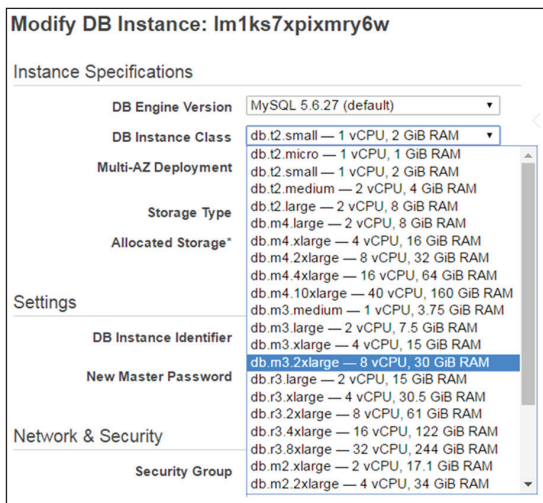 Modify DB Instance: lm1ks7xpixmry6w
Instance Specifications
DB Engine Version MySQL 5.6.27 (default)
DB Instance Class db.t2.small — 1 vCPU, 2 GiB RAM
Multi-AZ Deployment
Storage Type
Allocated Storage*
db.t2.micro — 1 vCPU, 1 GiB RAM
db.t2.small — 1 vCPU, 2 GiB RAM
db.t2.medium — 2 vCPU, 4 GiB RAM
db.t2.large — 2 vCPU, 8 GiB RAM
db.m4.large — 2 vCPU, 8 GiB RAM
db.m4.xlarge — 4 vCPU, 16 GiB RAM
db.m4.2xlarge — 8 vCPU, 32 GiB RAM
db.m4.4xlarge — 16 vCPU, 64 GiB RAM
db.m4.10xlarge — 40 vCPU, 160 GiB RAM
db.m3.medium — 1 vCPU, 3.75 GiB RAM
db.m3.large — 2 vCPU, 7.5 GiB RAM
db.m3.xlarge — 4 vCPU, 15 GiB RAM
db.m3.2xlarge — 8 vCPU, 30 GiB RAM
db.r3.large — 2 vCPU, 15 GiB RAM
db.r3.xlarge — 4 vCPU, 30.5 GiB RAM
db.r3.2xlarge — 8 vCPU, 61 GiB RAM
db.r3.4xlarge — 16 vCPU, 122 GiB RAM
db.r3.8xlarge — 32 vCPU, 244 GiB RAM
db.m2.xlarge — 2 vCPU, 17.1 GiB RAM
db.m2.2xlarge — 4 vCPU, 34 GiB RAM
Settings
DB Instance Identifier
New Master Password
Network & Security
Security Group